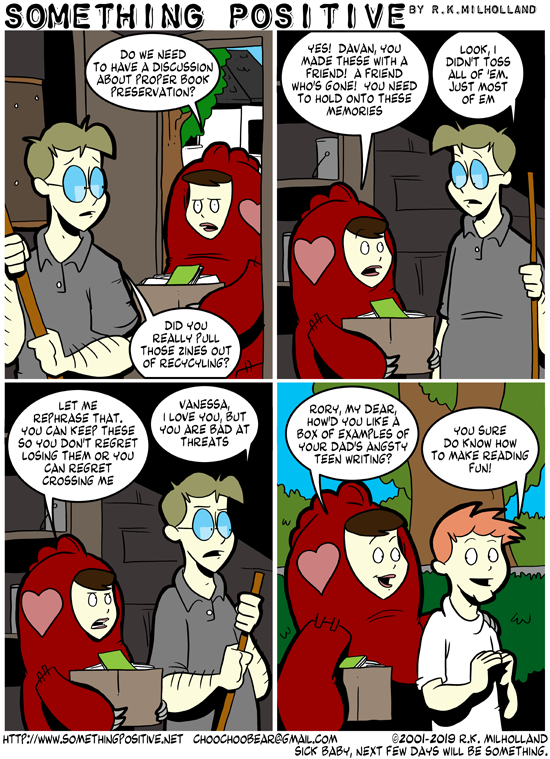 SOMETHING POSITIVE BY R.K.MILHOLLAND
DO WE NEED
TO HAVE A DISCUSSION
ABOUT PROPER BOOK
PRESERVATION?
DID YOU
REALLY PULL
THOSE ZINES OUT
OF RECYCLING?
YES! DAVAN, YOU
MADE THESE WITH A
FRIEND! A FRIEND
WHO'S GONE! YOU NEED
TO HOLD ONTO THESE
MEMORIES
LOOK, I
DIDN'T TOSS
ALL OF 'EM.
JUST MOST
OF EM
LET ME
REPHRASE THAT.
YOU CAN KEEP THESE
SO YOU DON'T REGRET
LOSING THEM OR YOU
CAN REGRET
CROSSING ME
VANESSA,
I LOVE YOU, BUT
YOU ARE BAD AT
THREATS
RORY, MY DEAR,
HOW'D YOU LIKE A
BOX OF EXAMPLES OF
YOUR DAD'S ANGSTY
TEEN WRITING?
YOU SURE
DO KNOW HOW
TO MAKE READING
FUN!
HTTP://WWW.SOMETHINGPOSITIVE.NET CHOOCHOOBEAR@GMAIL.COM ©2001-2019 R.K. MILHOLLAND
SICK BABY, NEXT FEW DAYS WILL BE SOMETHING.